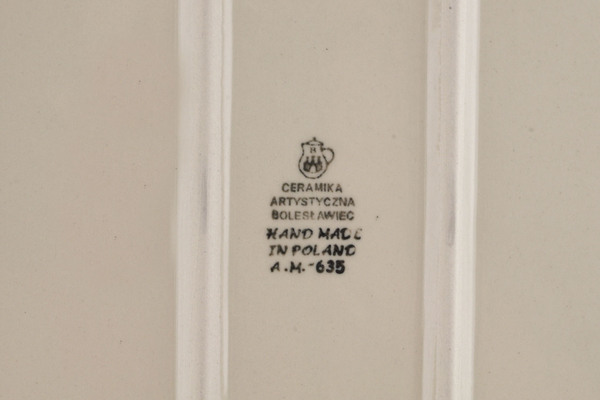 CERAMIKA
ARTYSTYCZNA
BOLESŁAWIEC
HAND MADE
IN POLAND
A.M.-635